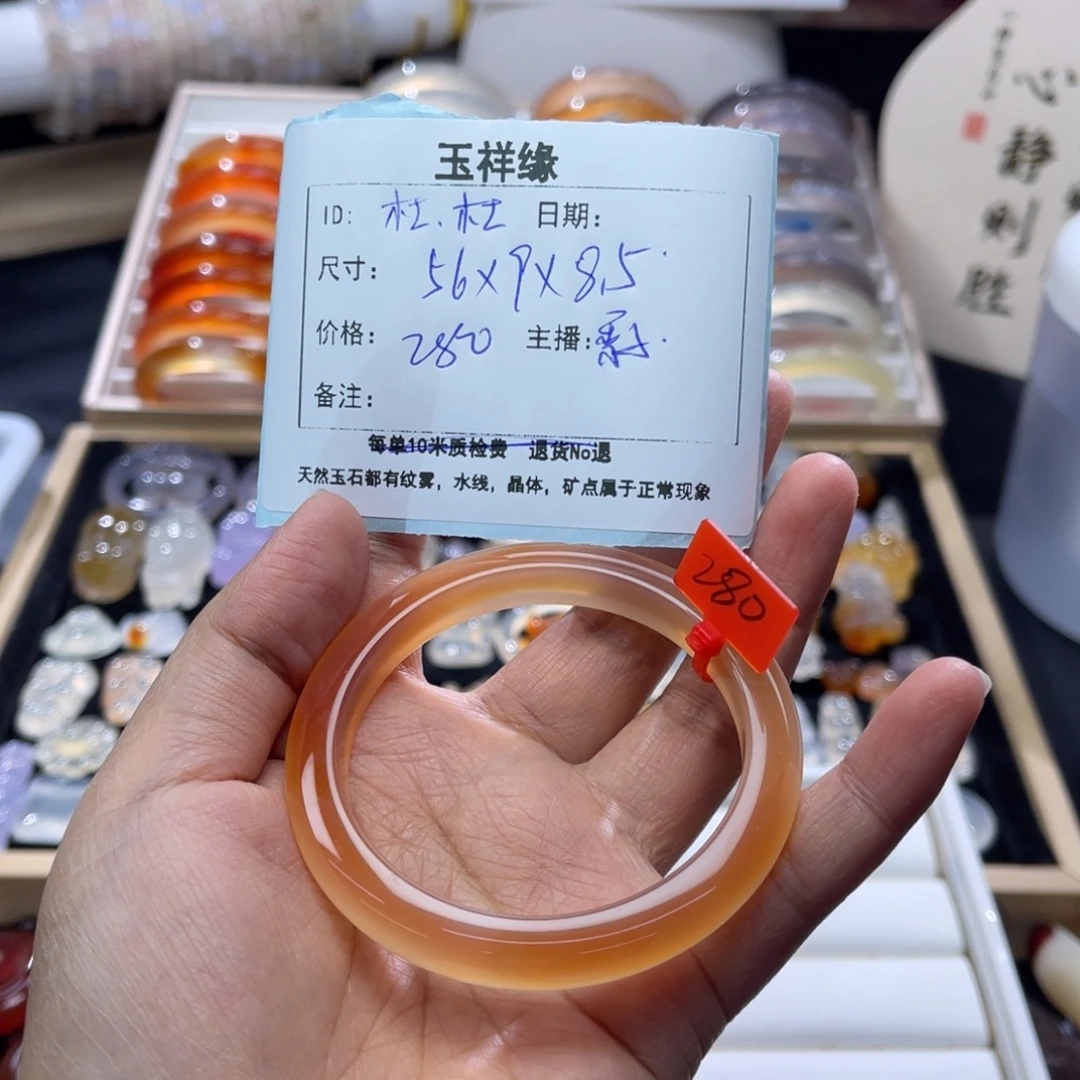 玉祥缘
ID: 杜.杜 日期:
尺寸: 56×9×8.5
价格: 280 主播:彩.
备注:
每单10米质检费 退货No退
天然玉石都有纹雾，水线，晶体，矿点属于正常现象
280
心静则胜